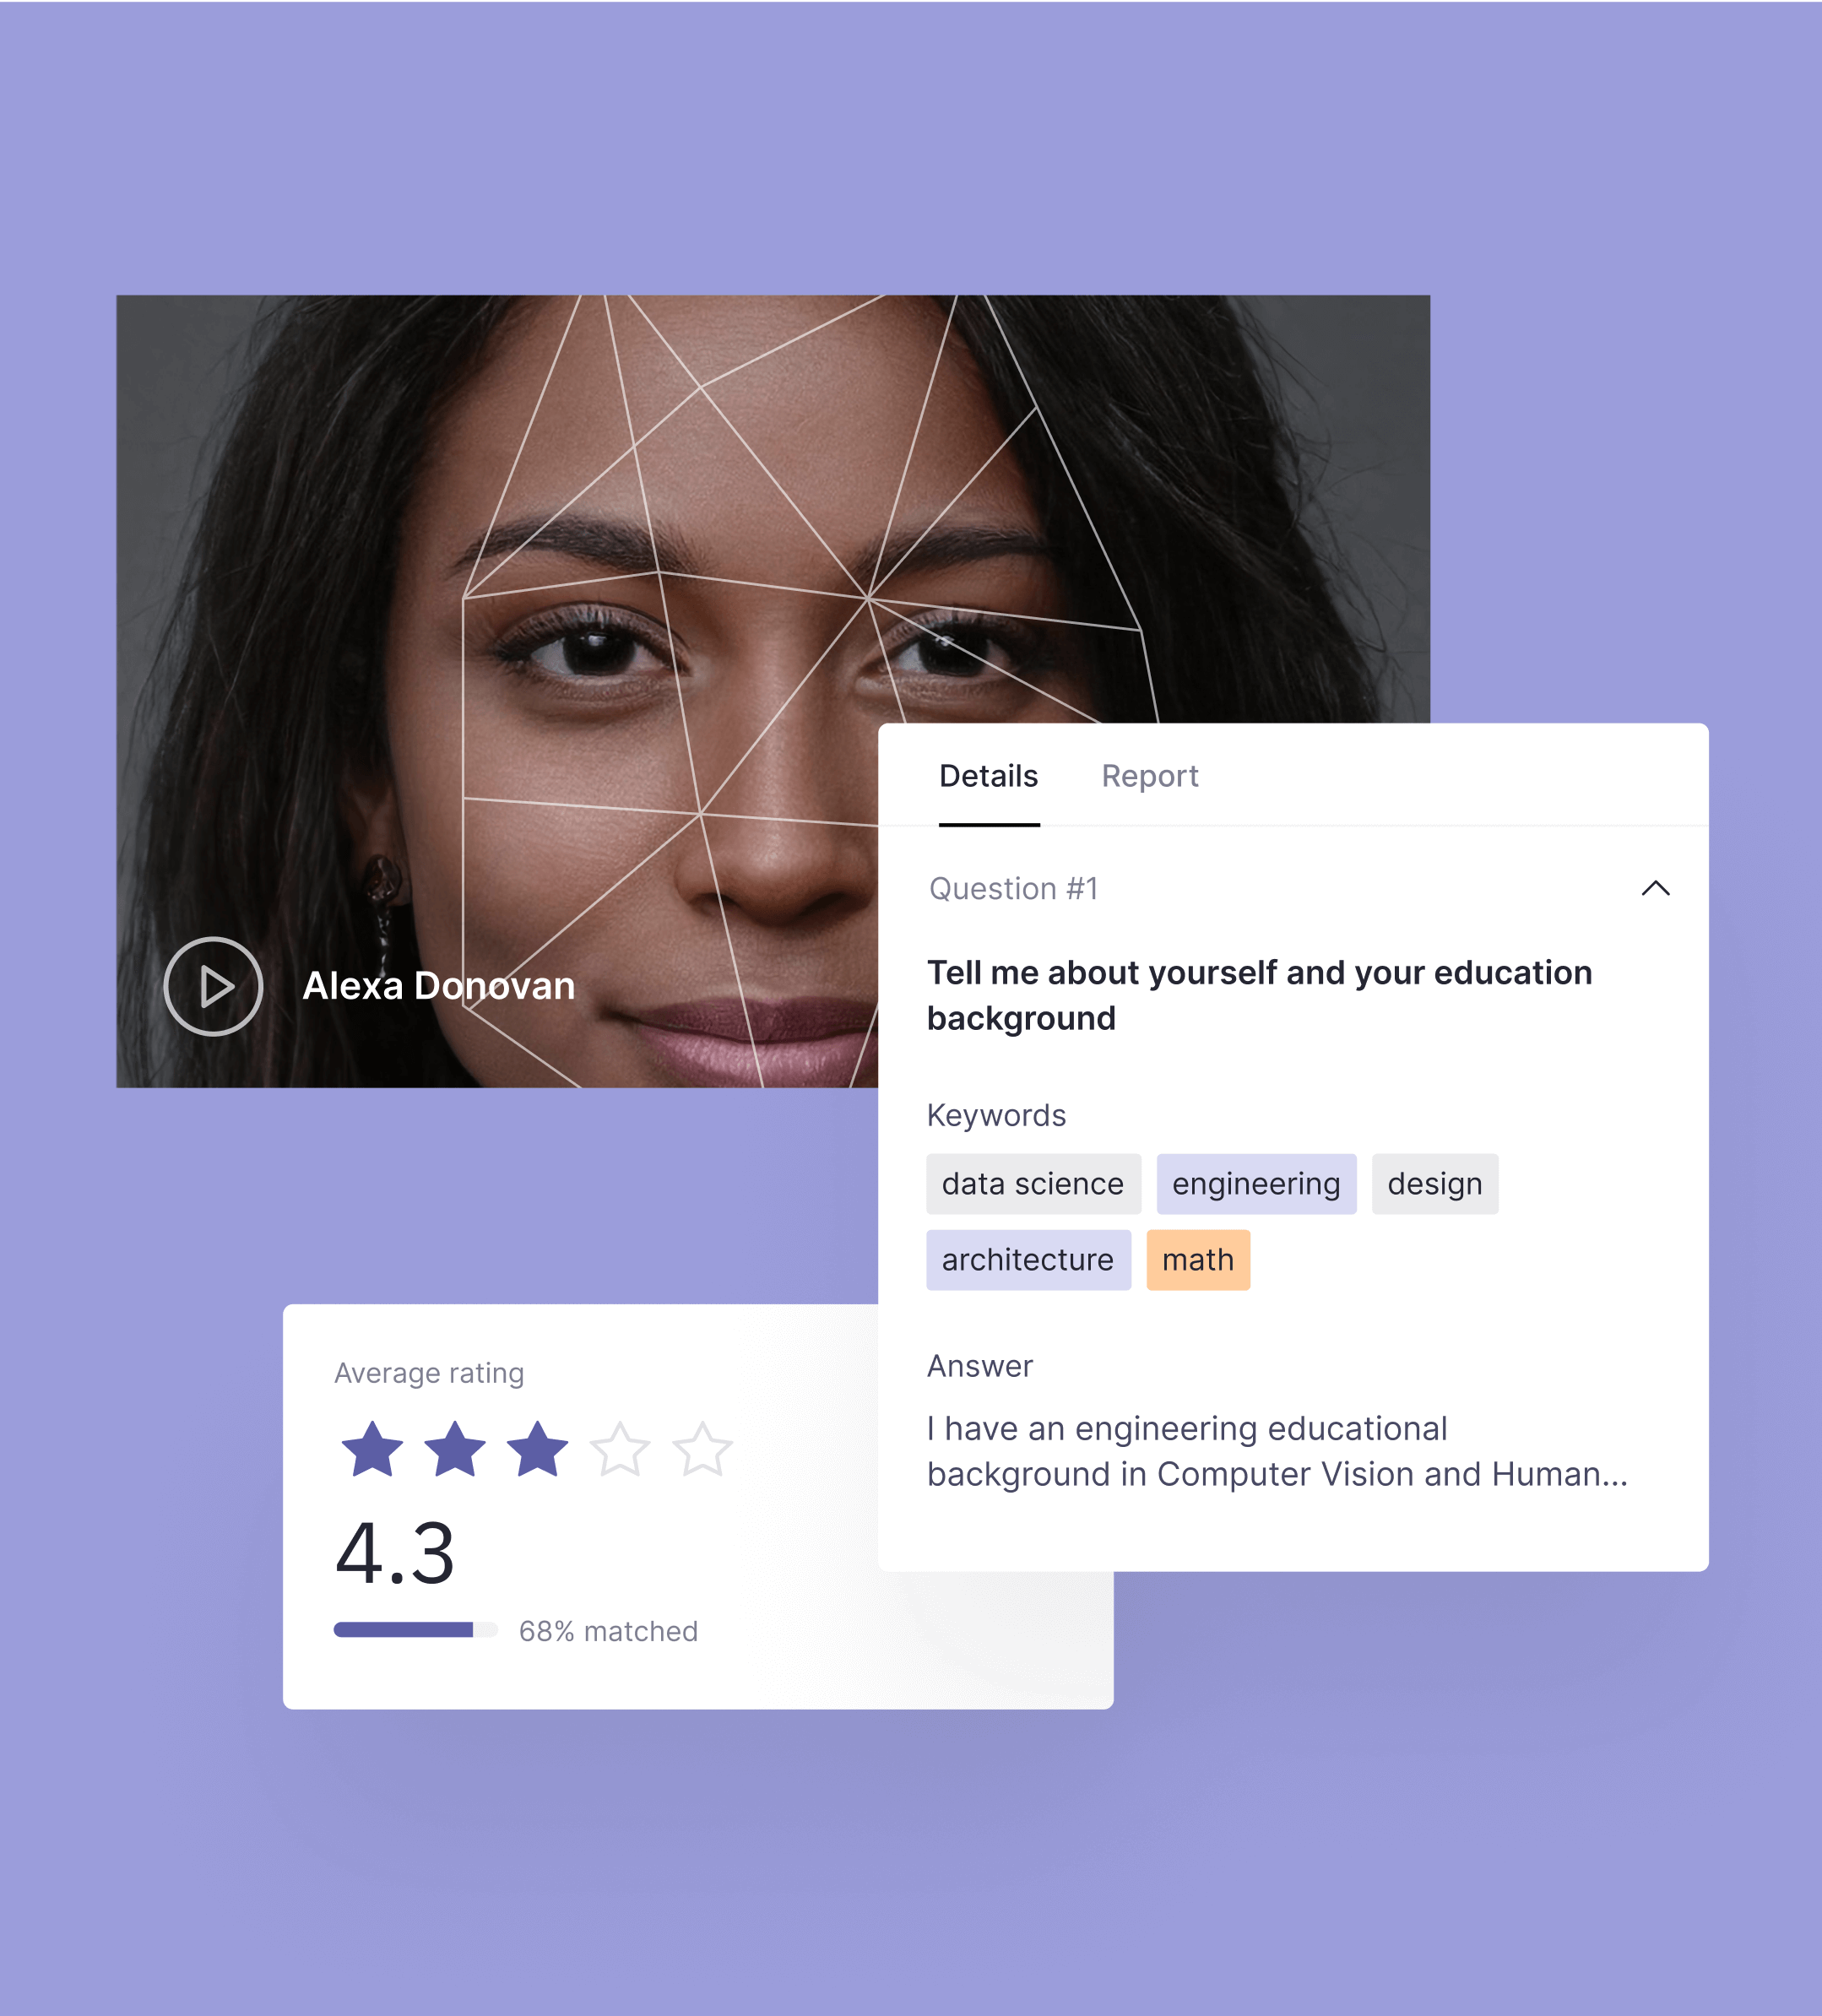 Alexa Donovan
Details
Report
Question #1
Tell me about yourself and your education
background
Keywords
data science
engineering
design
architecture
math
Answer
I have an engineering educational
background in Computer Vision and Human...
Average rating
4.3
68% matched